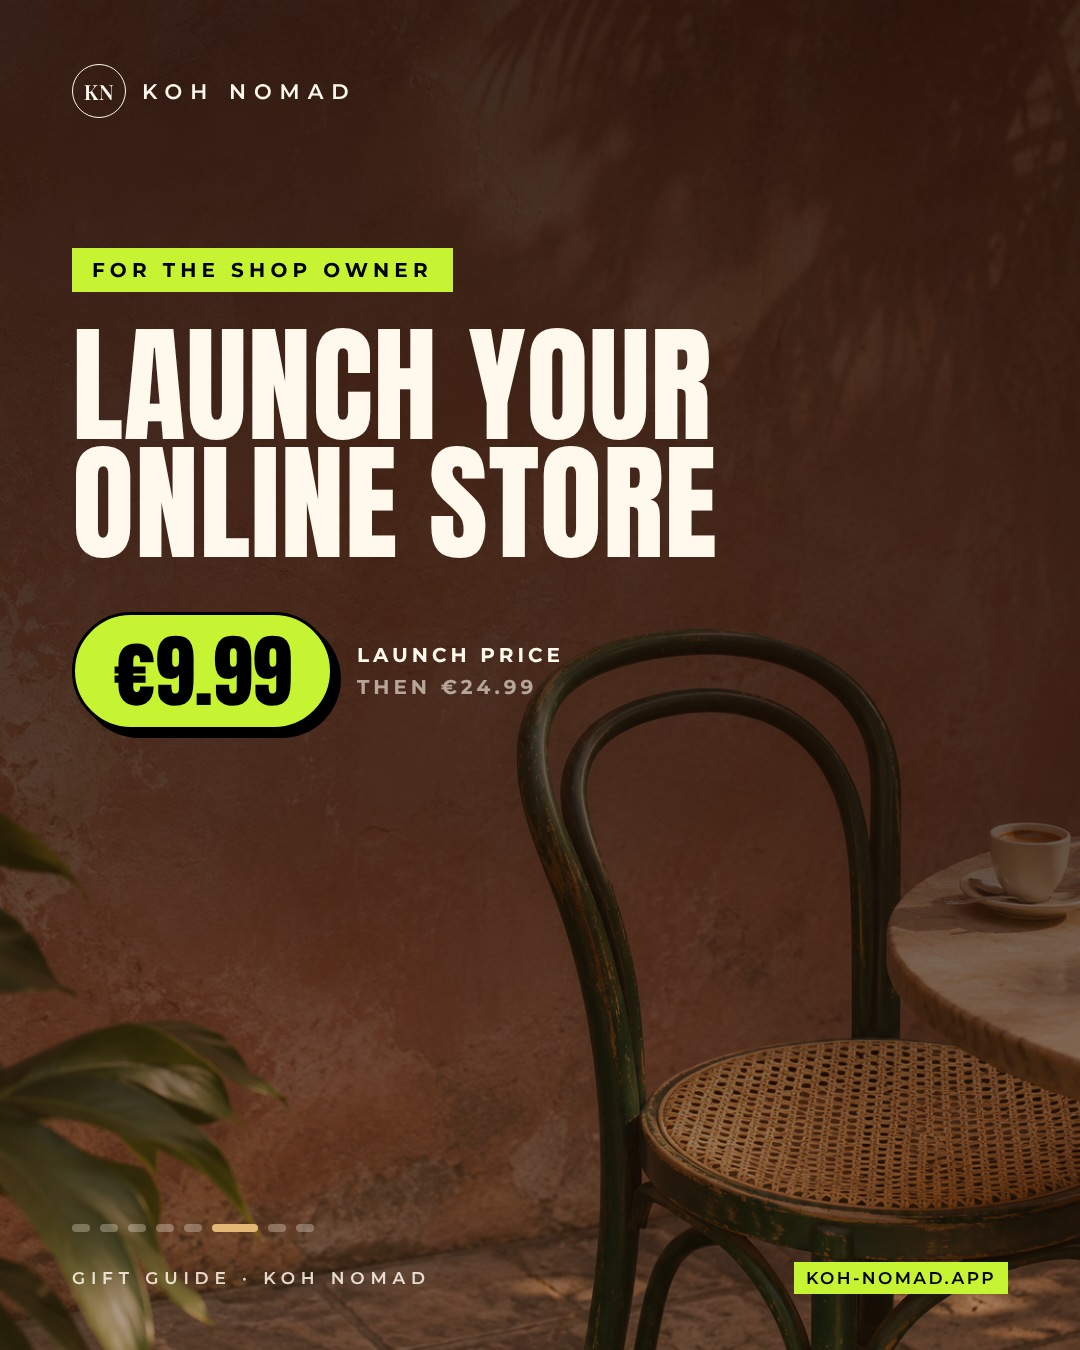 KN KOH NOMAD
FOR THE SHOP OWNER
LAUNCH YOUR
ONLINE STORE
€9.99
LAUNCH PRICE
THEN €24.99
GIFT GUIDE · KOH NOMAD
KOH-NOMAD.APP